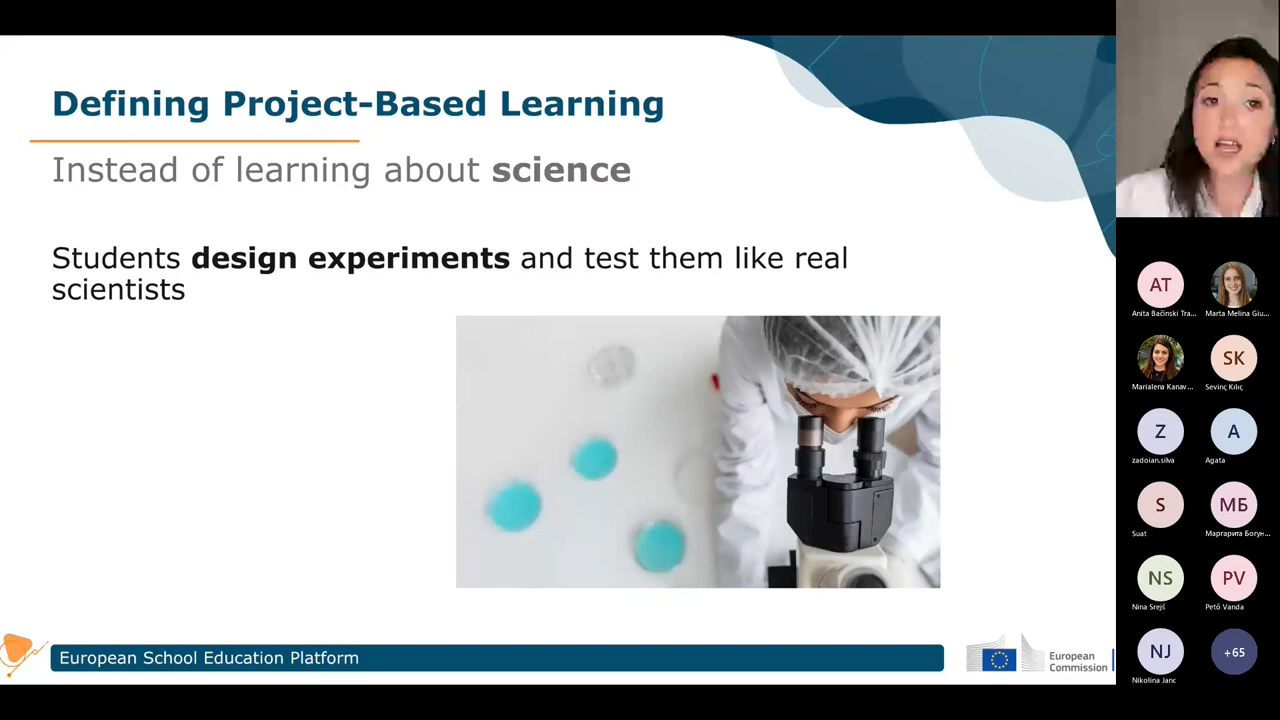 Defining Project-Based Learning
Instead of learning about science
Students design experiments and test them like real
scientists
European School Education Platform
European
Commission
AT
Anita Bačinski Tra...
Marta Melina Giu...
Marialena Kanav...
SK
Sevinç Kılıç
Z
zadoian.silva
A
Agata
S
Suat
МБ
Маргарита Богун...
NS
Nina Srejš
PV
Pető Vanda
NJ
Nikolina Janc
+65